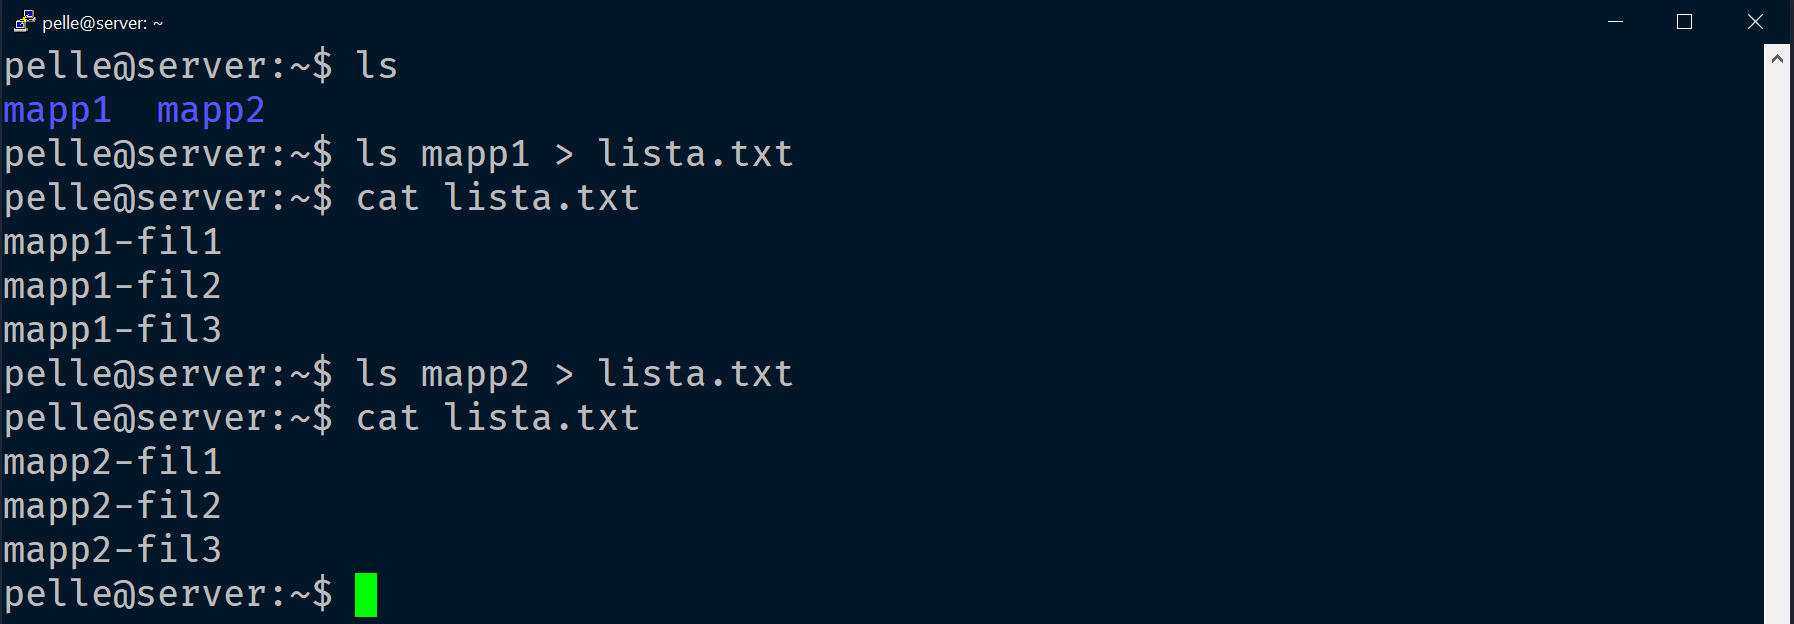 pelle@server: ~
pelle@server:~$ ls
mapp1  mapp2
pelle@server:~$ ls mapp1 > lista.txt
pelle@server:~$ cat lista.txt
mapp1-fil1
mapp1-fil2
mapp1-fil3
pelle@server:~$ ls mapp2 > lista.txt
pelle@server:~$ cat lista.txt
mapp2-fil1
mapp2-fil2
mapp2-fil3
pelle@server:~$